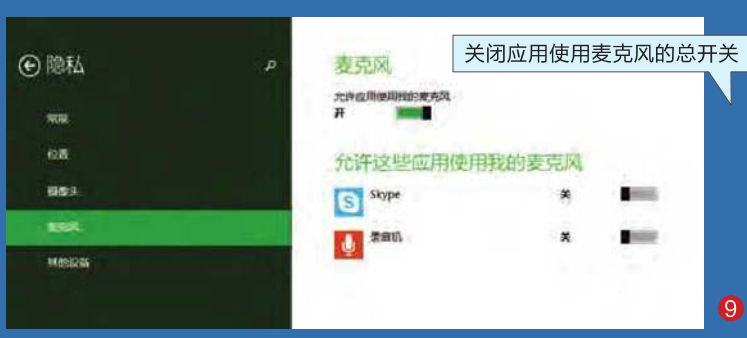 隐私
常规
位置
摄像头
麦克风
其他设备
麦克风
关闭应用使用麦克风的总开关
允许应用使用我的麦克风
开
允许这些应用使用我的麦克风
Skype 关
录音机 关
9